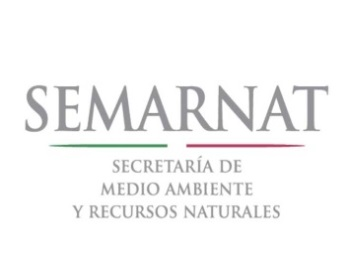 SEMARNAT
SECRETARÍA DE
MEDIO AMBIENTE
Y RECURSOS NATURALES